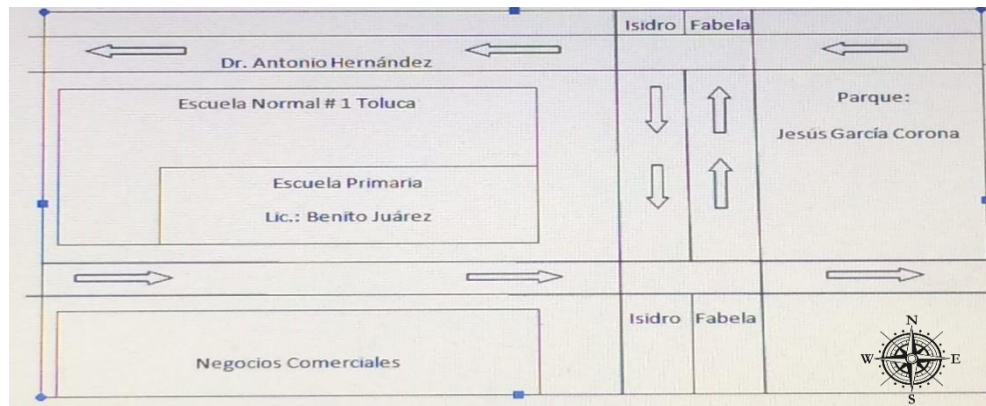 Isidro Fabela
Dr. Antonio Hernández
Escuela Normal # 1 Toluca
Parque:
Jesús García Corona
Escuela Primaria
Lic.: Benito Juárez
Isidro Fabela
Negocios Comerciales
N
W E
S